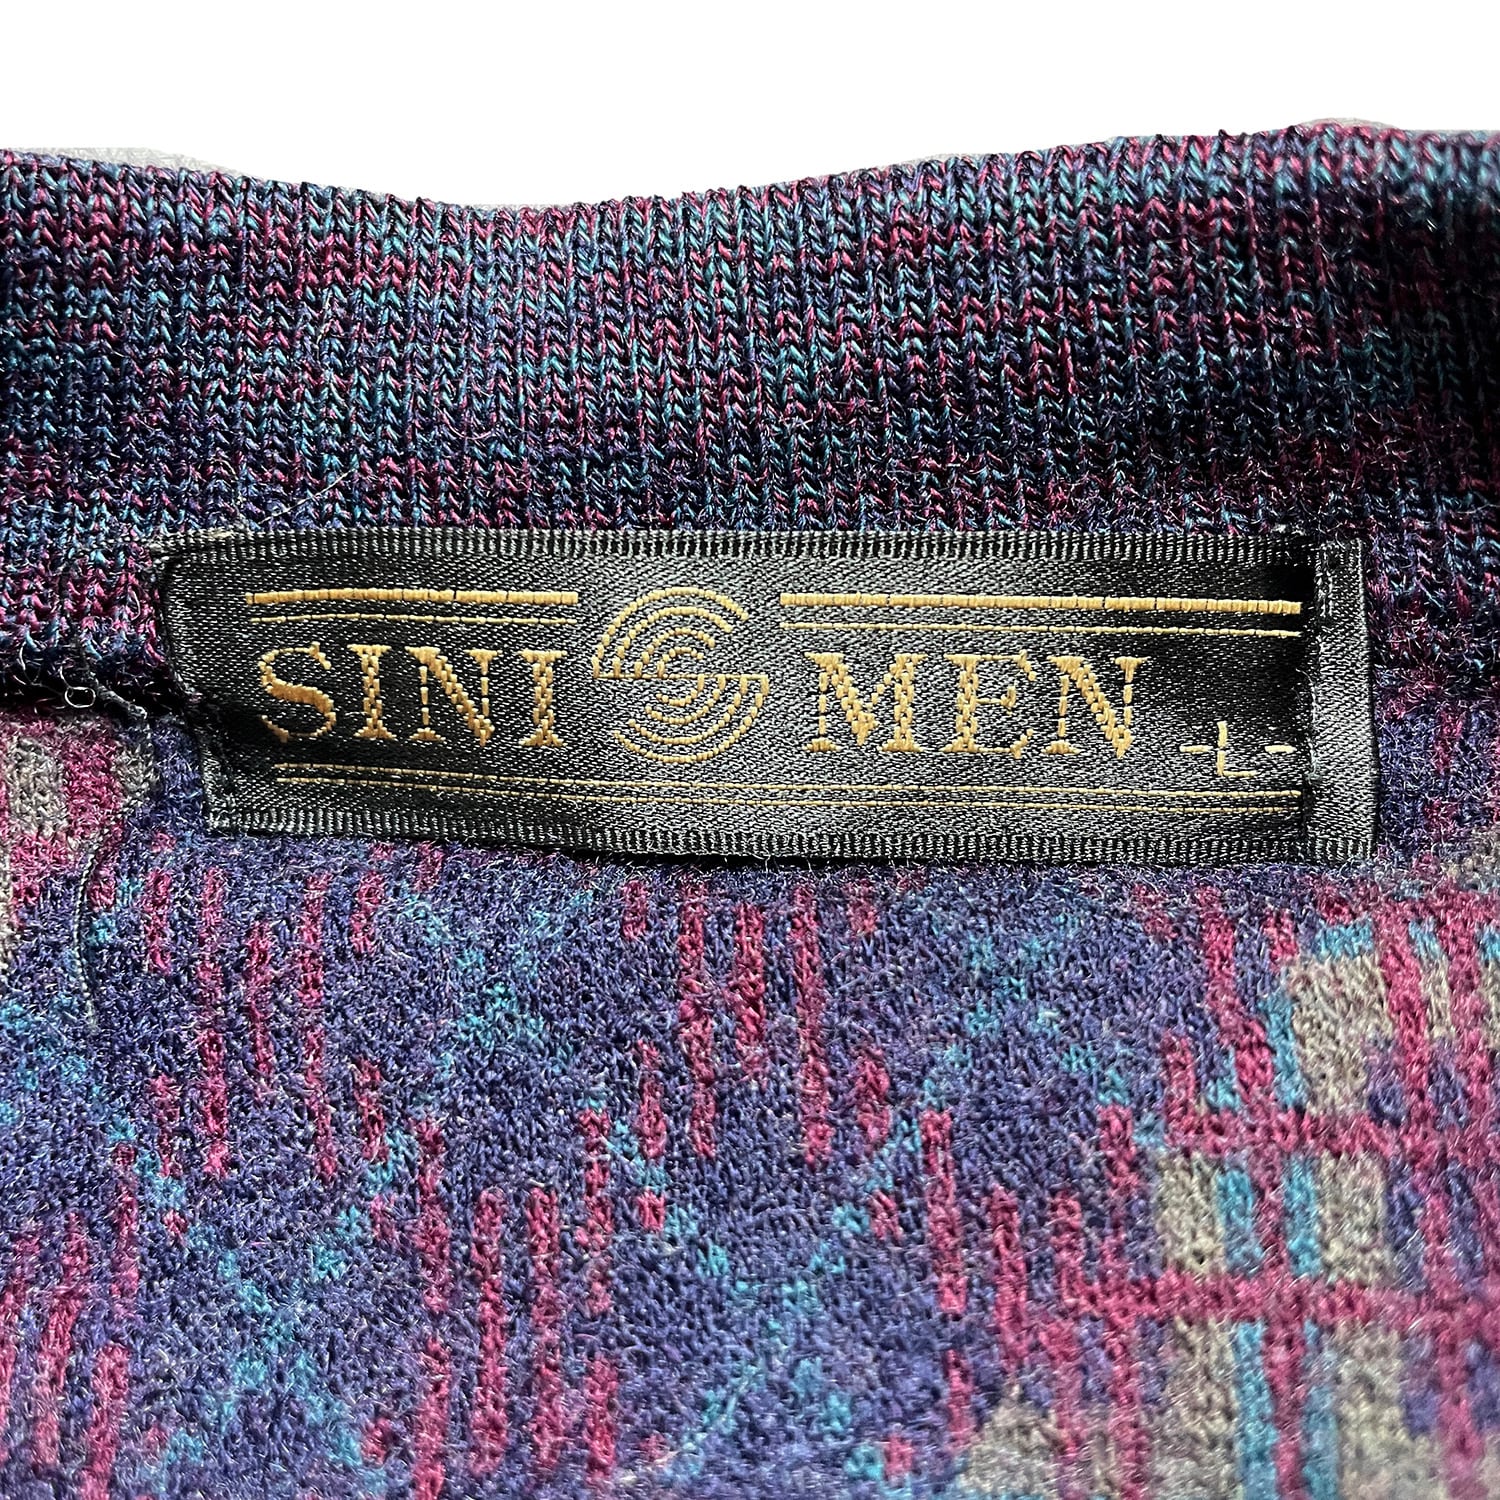 SINI MEN -L-